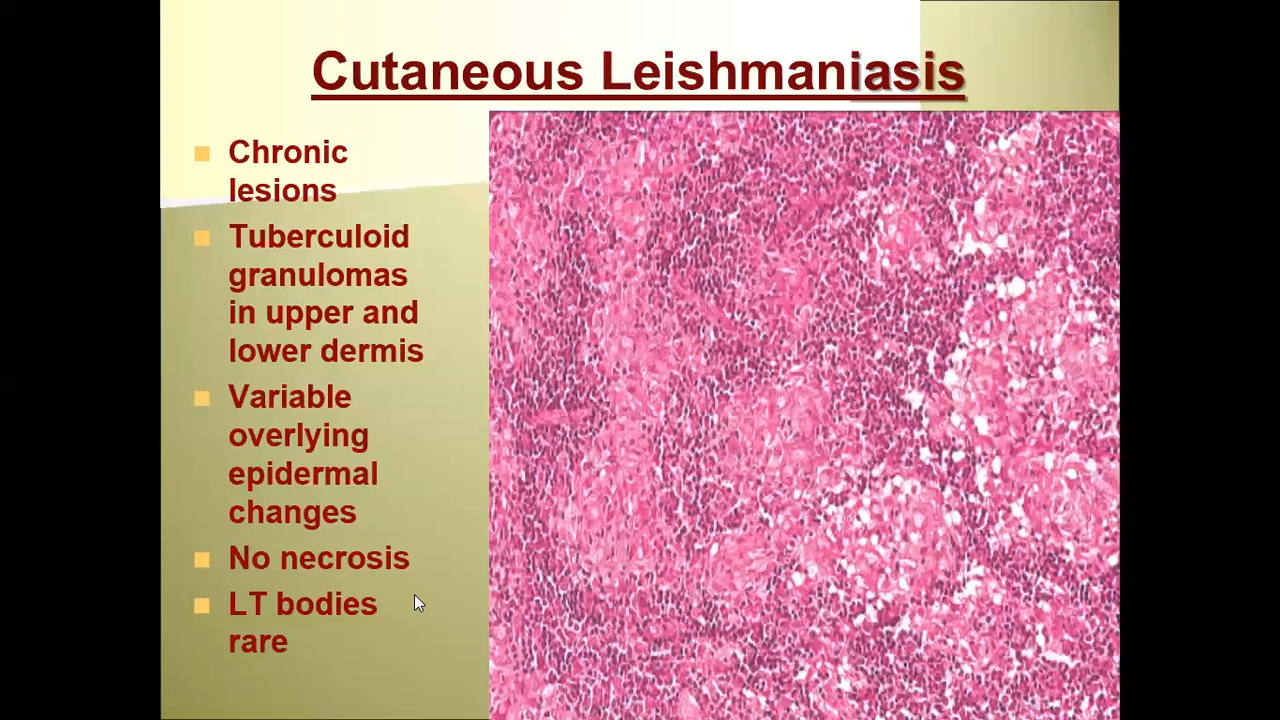 Cutaneous Leishmaniasis
Chronic
lesions
Tuberculoid
granulomas
in upper and
lower dermis
Variable
overlying
epidermal
changes
No necrosis
LT bodies
rare